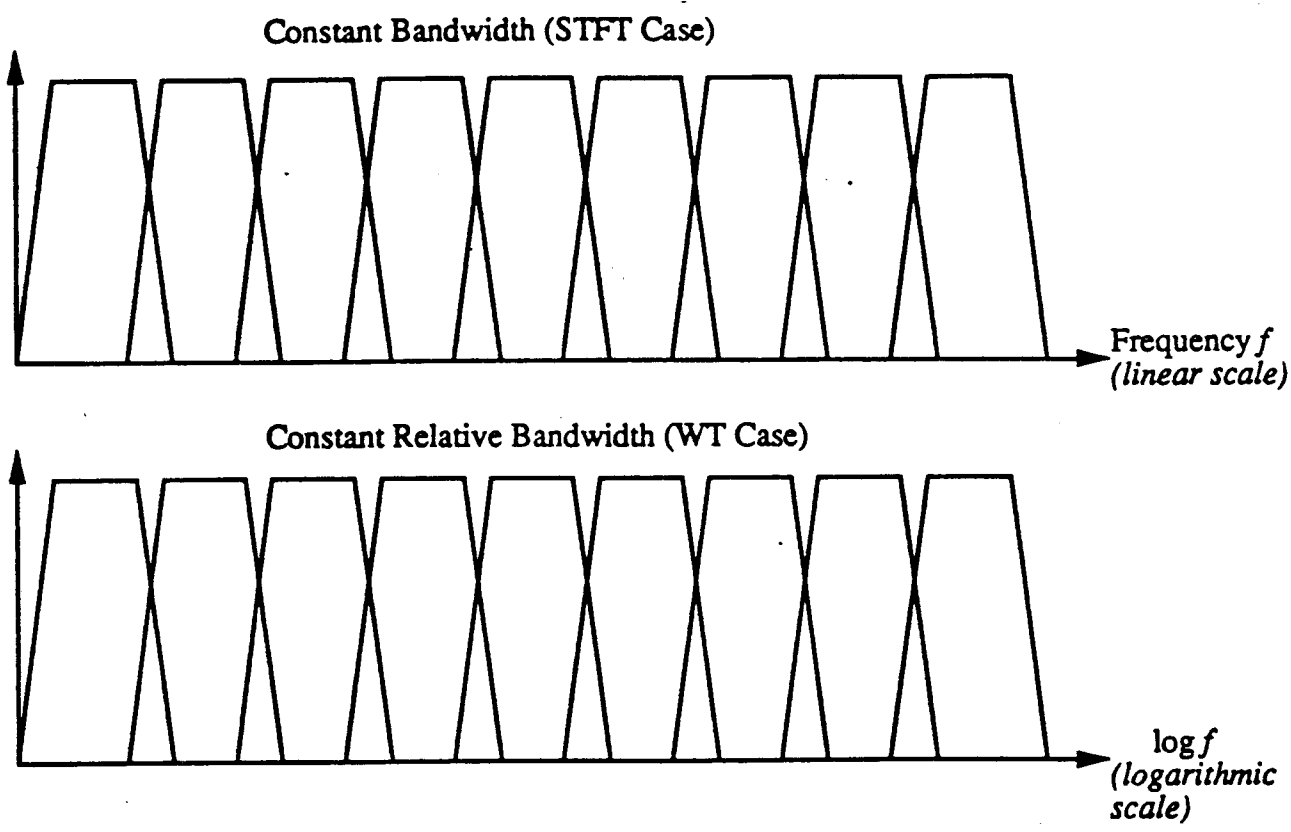 Constant Bandwidth (STFT Case)
Frequency f
(linear scale)
Constant Relative Bandwidth (WT Case)
log f
(logarithmic
scale)